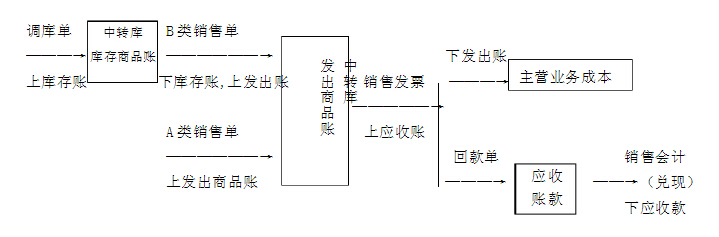 调库单
上库存账
中转库
库存商品账
B类销售单
下库存账,上发出账
A类销售单
上发出商品账
中转库
发出商品账
销售发票
上应收账
下发出账
主营业务成本
回款单
应收
账款
销售会计
（兑现）
下应收款